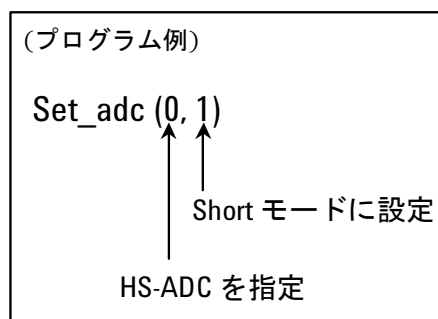 (プログラム例)
Set_adc (0, 1)
Short モードに設定
HS-ADC を指定